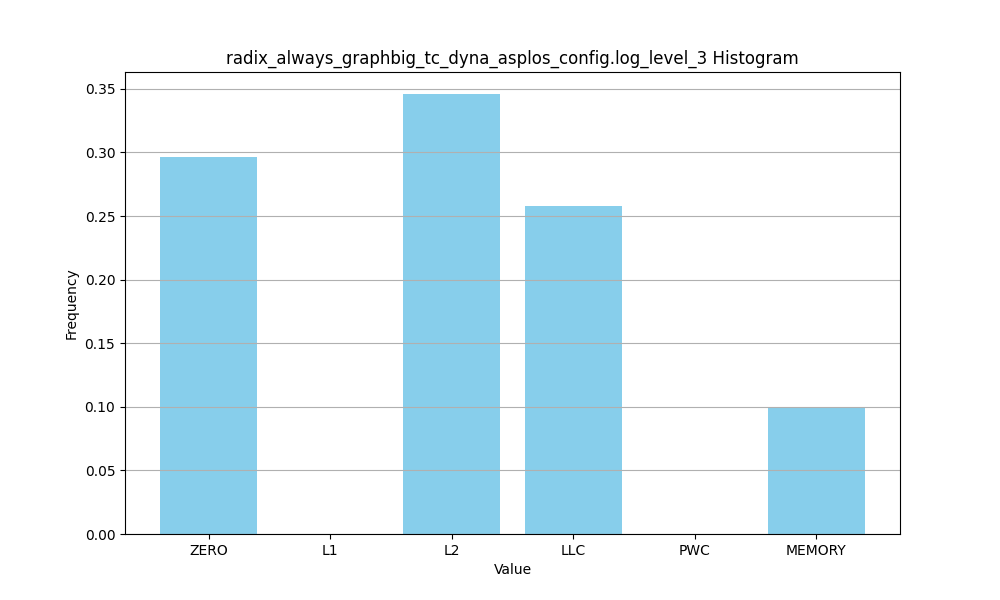 radix_always_graphbig_tc_dyna_asplos_config.log_level_3 Histogram
Frequency
0.35
0.30
0.25
0.20
0.15
0.10
0.05
0.00
ZERO L1 L2 LLC PWC MEMORY
Value